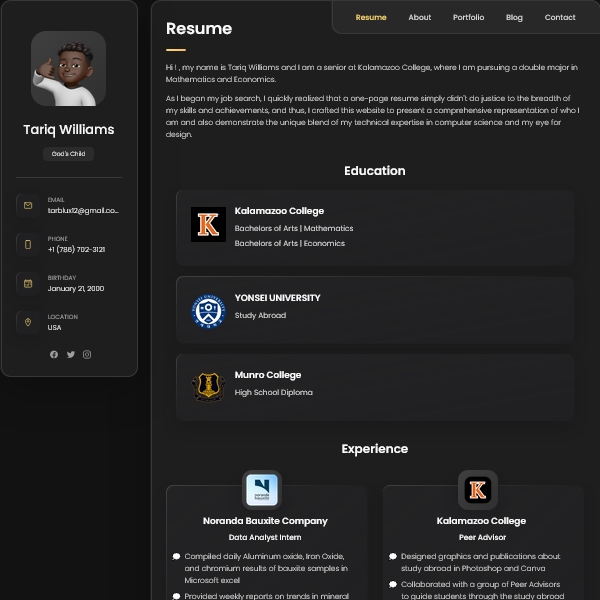 Resume
About
Portfolio
Blog
Contact
Tariq Williams
God's Child
EMAIL
tarblux12@gmail.co...
PHONE
+1 (786) 702-3121
BIRTHDAY
January 21, 2000
LOCATION
USA
Resume
Hi ! , my name is Tariq Williams and I am a senior at Kalamazoo College, where I am pursuing a double major in
Mathematics and Economics.
As I began my job search, I quickly realized that a one-page resume simply didn't do justice to the breadth of
my skills and achievements, and thus, I crafted this website to present a comprehensive representation of who I
am and also demonstrate the unique blend of my technical expertise in computer science and my eye for
design.
Education
K
Kalamazoo College
Bachelors of Arts | Mathematics
Bachelors of Arts | Economics
YONSEI UNIVERSITY
Study Abroad
Munro College
High School Diploma
Experience
noranda
bauxite
Noranda Bauxite Company
Data Analyst Intern
Compiled daily Aluminum oxide, Iron Oxide,
and chromium results of bauxite samples in
Microsoft excel
Provided weekly reports on trends in mineral
K
Kalamazoo College
Peer Advisor
Designed graphics and publications about
study abroad in Photoshop and Canva
Collaborated with a group of Peer Advisors
to guide students through the study abroad